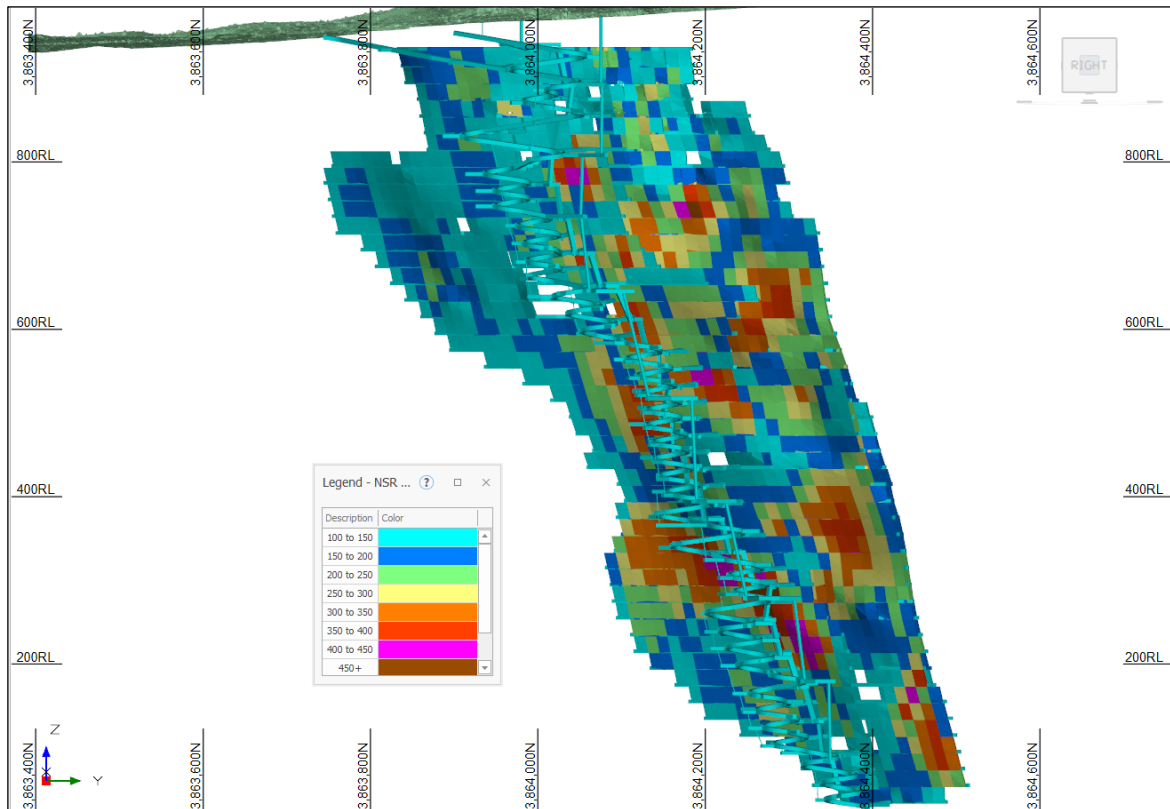 3,863,400N
3,863,600N
3,863,800N
3,864,000N
3,864,200N
3,864,400N
3,864,600N
RIGHT
800RL
800RL
600RL
600RL
400RL
400RL
200RL
200RL
Legend - NSR ... ?
Description Color
100 to 150
150 to 200
200 to 250
250 to 300
300 to 350
350 to 400
400 to 450
450+
Z
X
Y
3,863,400N
3,863,600N
3,863,800N
3,864,000N
3,864,200N
3,864,400N
3,864,600N